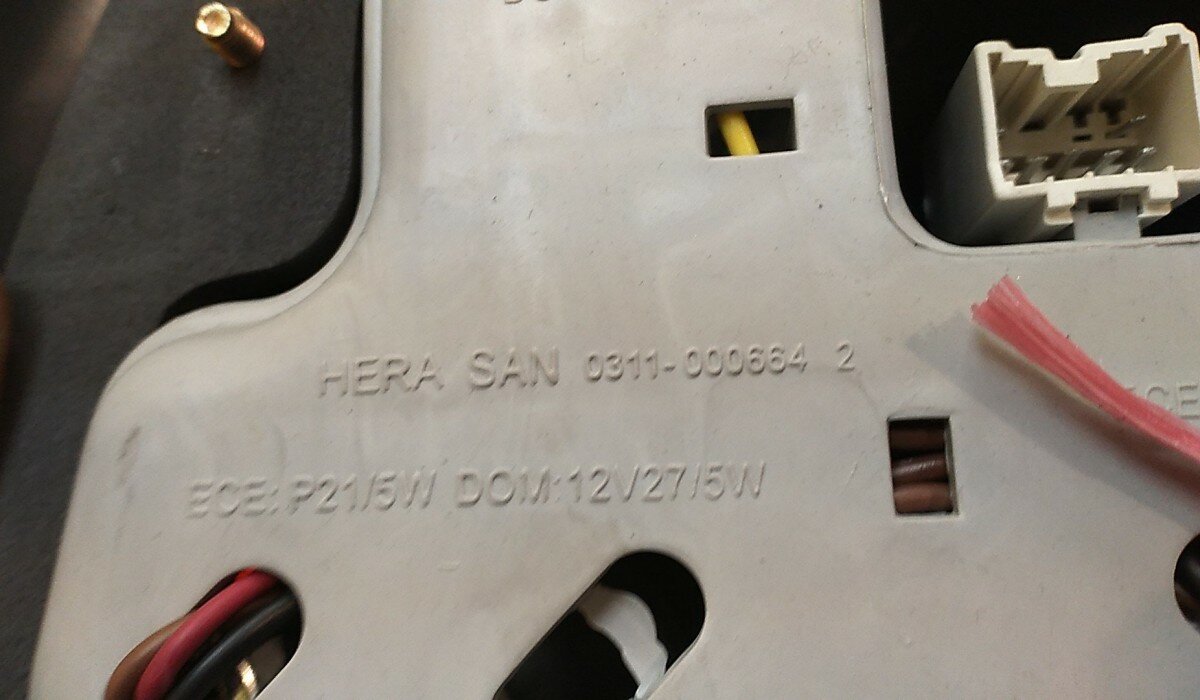 HERA SAN 0311-000664 2
ECE: P21/5W DOM:12V27/5W